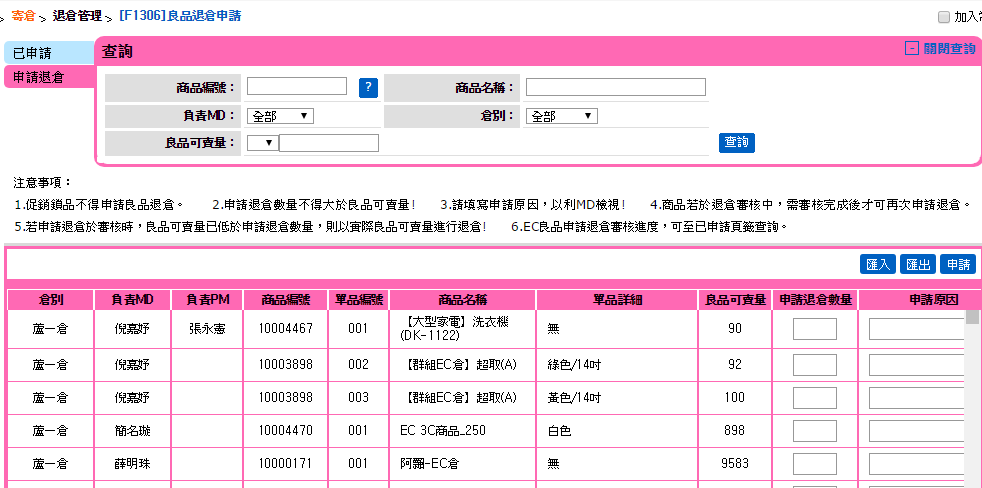 > 寄倉 > 退倉管理 > [F1306]良品退倉申請
加入
已申請
申請退倉
查詢
- 關閉查詢
商品編號：
?
商品名稱：
負責MD：
全部
倉別：
全部
良品可賣量：
查詢
注意事項：
1.促銷鎖品不得申請良品退倉。 2.申請退倉數量不得大於良品可賣量! 3.請填寫申請原因，以利MD檢視! 4.商品若於退倉審核中，需審核完成後才可再次申請退倉。
5.若申請退倉於審核時，良品可賣量已低於申請退倉數量，則以實際良品可賣量進行退倉! 6.EC良品申請退倉審核進度，可至已申請頁籤查詢。
匯入 匯出 申請
倉別 負責MD 負責PM 商品編號 單品編號 商品名稱 單品詳細 良品可賣量 申請退倉數量 申請原因
蘆一倉 倪嘉妤 張永憲 10004467 001 【大型家電】洗衣機 無 90
(DK-1122)
蘆一倉 倪嘉妤 10003898 002 【群組EC倉】超取(A) 綠色/14吋 92
蘆一倉 倪嘉妤 10003898 003 【群組EC倉】超取(A) 黃色/14吋 100
蘆一倉 簡名璇 10004470 001 EC 3C商品_250 白色 898
蘆一倉 薛明珠 10000171 001 阿飄-EC倉 無 9583